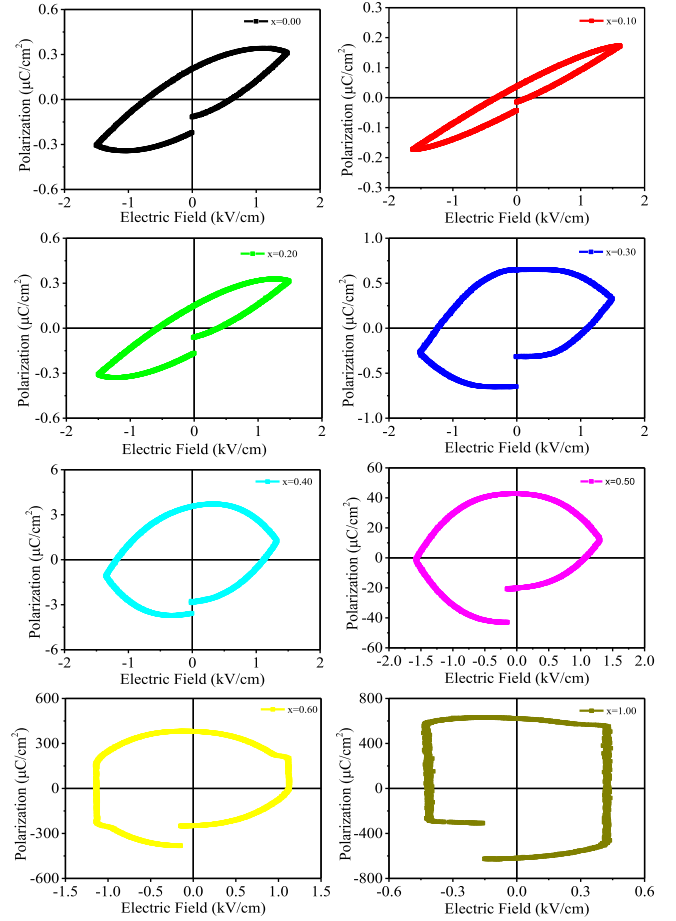 x=0.00
Polarization (μC/cm²)
0.6
0.3
0.0
-0.3
-0.6
-2 -1 0 1 2
Electric Field (kV/cm)
x=0.10
Polarization (μC/cm²)
0.3
0.2
0.1
0.0
-0.1
-0.2
-0.3
-2 -1 0 1 2
Electric Field (kV/cm)
x=0.20
Polarization (μC/cm²)
0.6
0.3
0.0
-0.3
-0.6
-2 -1 0 1 2
Electric Field (kV/cm)
x=0.30
Polarization (μC/cm²)
1.0
0.5
0.0
-0.5
-1.0
-2 -1 0 1 2
Electric Field (kV/cm)
x=0.40
Polarization (μC/cm²)
6
3
0
-3
-6
-2 -1 0 1 2
Electric Field (kV/cm)
x=0.50
Polarization (μC/cm²)
60
40
20
0
-20
-40
-60
-2.0 -1.5 -1.0 -0.5 0.0 0.5 1.0 1.5 2.0
Electric Field (kV/cm)
x=0.60
Polarization (μC/cm²)
600
300
0
-300
-600
-1.5 -1.0 -0.5 0.0 0.5 1.0 1.5
Electric Field (kV/cm)
x=1.00
Polarization (μC/cm²)
800
400
0
-400
-800
-0.6 -0.3 0.0 0.3 0.6
Electric Field (kV/cm)